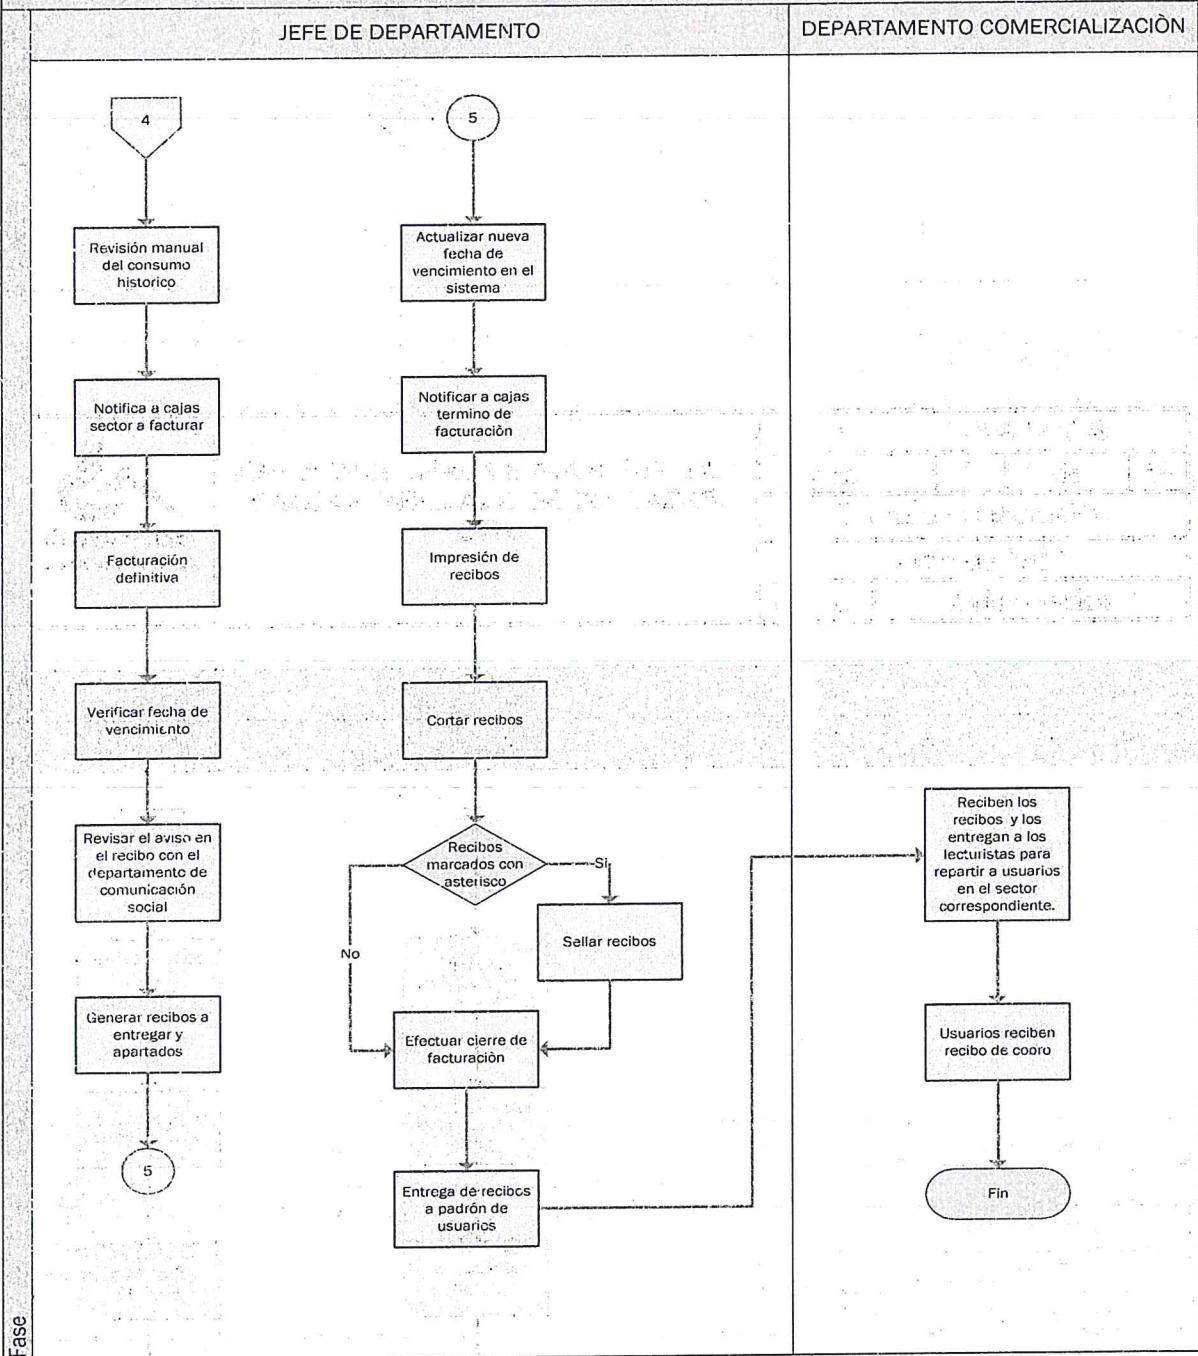 JEFE DE DEPARTAMENTO
DEPARTAMENTO COMERCIALIZACIÒN
4
Revisión manual
del consumo
historico
Notifica a cajas
sector a facturar
Facturación
definitiva
Verificar fecha de
vencimiento
Revisar el aviso en
el recibo con el
departamento de
comunicación
social
Generar recibos a
entregar y
apartados
5
5
Actualizar nueva
fecha de
vencimiento en el
sistema
Notificar a cajas
termino de
facturaciòn
Impresión de
recibos
Cortar recibos
Recibos
marcados con
asterisco
Si
No
Sellar recibos
Efectuar cierre de
facturaciòn
Entrega de recibos
a padrón de
usuarios
Reciben los
recibos y los
entregan a los
lecturistas para
repartir a usuarios
en el sector
correspondiente.
Usuarios reciben
recibo de cobro
Fin
Fase